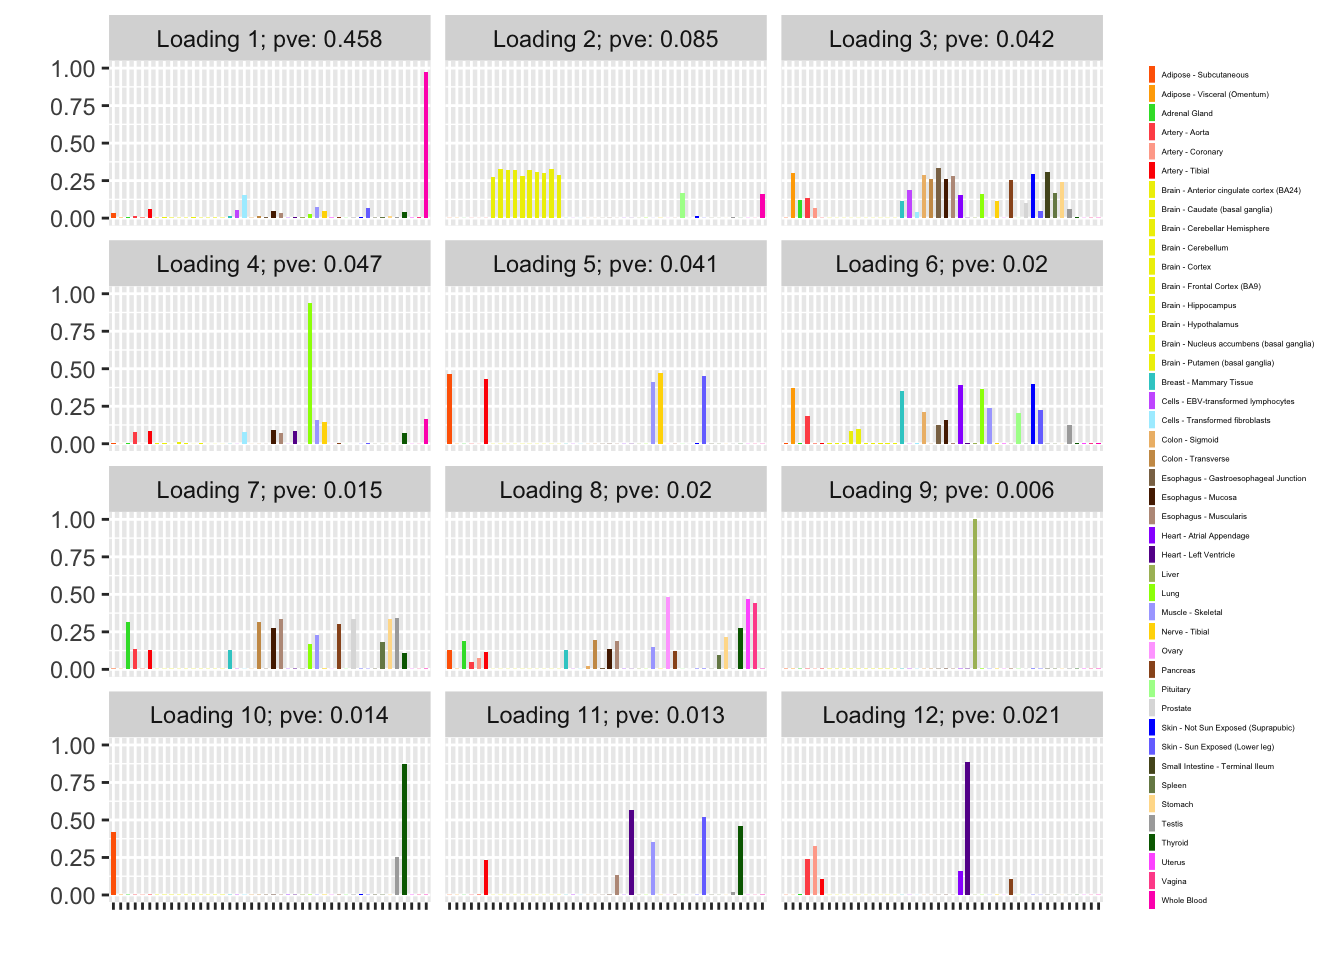 Loading 1; pve: 0.458
Loading 2; pve: 0.085
Loading 3; pve: 0.042
1.00
0.75
0.50
0.25
0.00
Loading 4; pve: 0.047
Loading 5; pve: 0.041
Loading 6; pve: 0.02
1.00
0.75
0.50
0.25
0.00
Loading 7; pve: 0.015
Loading 8; pve: 0.02
Loading 9; pve: 0.006
1.00
0.75
0.50
0.25
0.00
Loading 10; pve: 0.014
Loading 11; pve: 0.013
Loading 12; pve: 0.021
1.00
0.75
0.50
0.25
0.00
Adipose - Subcutaneous
Adipose - Visceral (Omentum)
Adrenal Gland
Artery - Aorta
Artery - Coronary
Artery - Tibial
Brain - Anterior cingulate cortex (BA24)
Brain - Caudate (basal ganglia)
Brain - Cerebellar Hemisphere
Brain - Cerebellum
Brain - Cortex
Brain - Frontal Cortex (BA9)
Brain - Hippocampus
Brain - Hypothalamus
Brain - Nucleus accumbens (basal ganglia)
Brain - Putamen (basal ganglia)
Breast - Mammary Tissue
Cells - EBV-transformed lymphocytes
Cells - Transformed fibroblasts
Colon - Sigmoid
Colon - Transverse
Esophagus - Gastroesophageal Junction
Esophagus - Mucosa
Esophagus - Muscularis
Heart - Atrial Appendage
Heart - Left Ventricle
Liver
Lung
Muscle - Skeletal
Nerve - Tibial
Ovary
Pancreas
Pituitary
Prostate
Skin - Not Sun Exposed (Suprapubic)
Skin - Sun Exposed (Lower leg)
Small Intestine - Terminal Ileum
Spleen
Stomach
Testis
Thyroid
Uterus
Vagina
Whole Blood